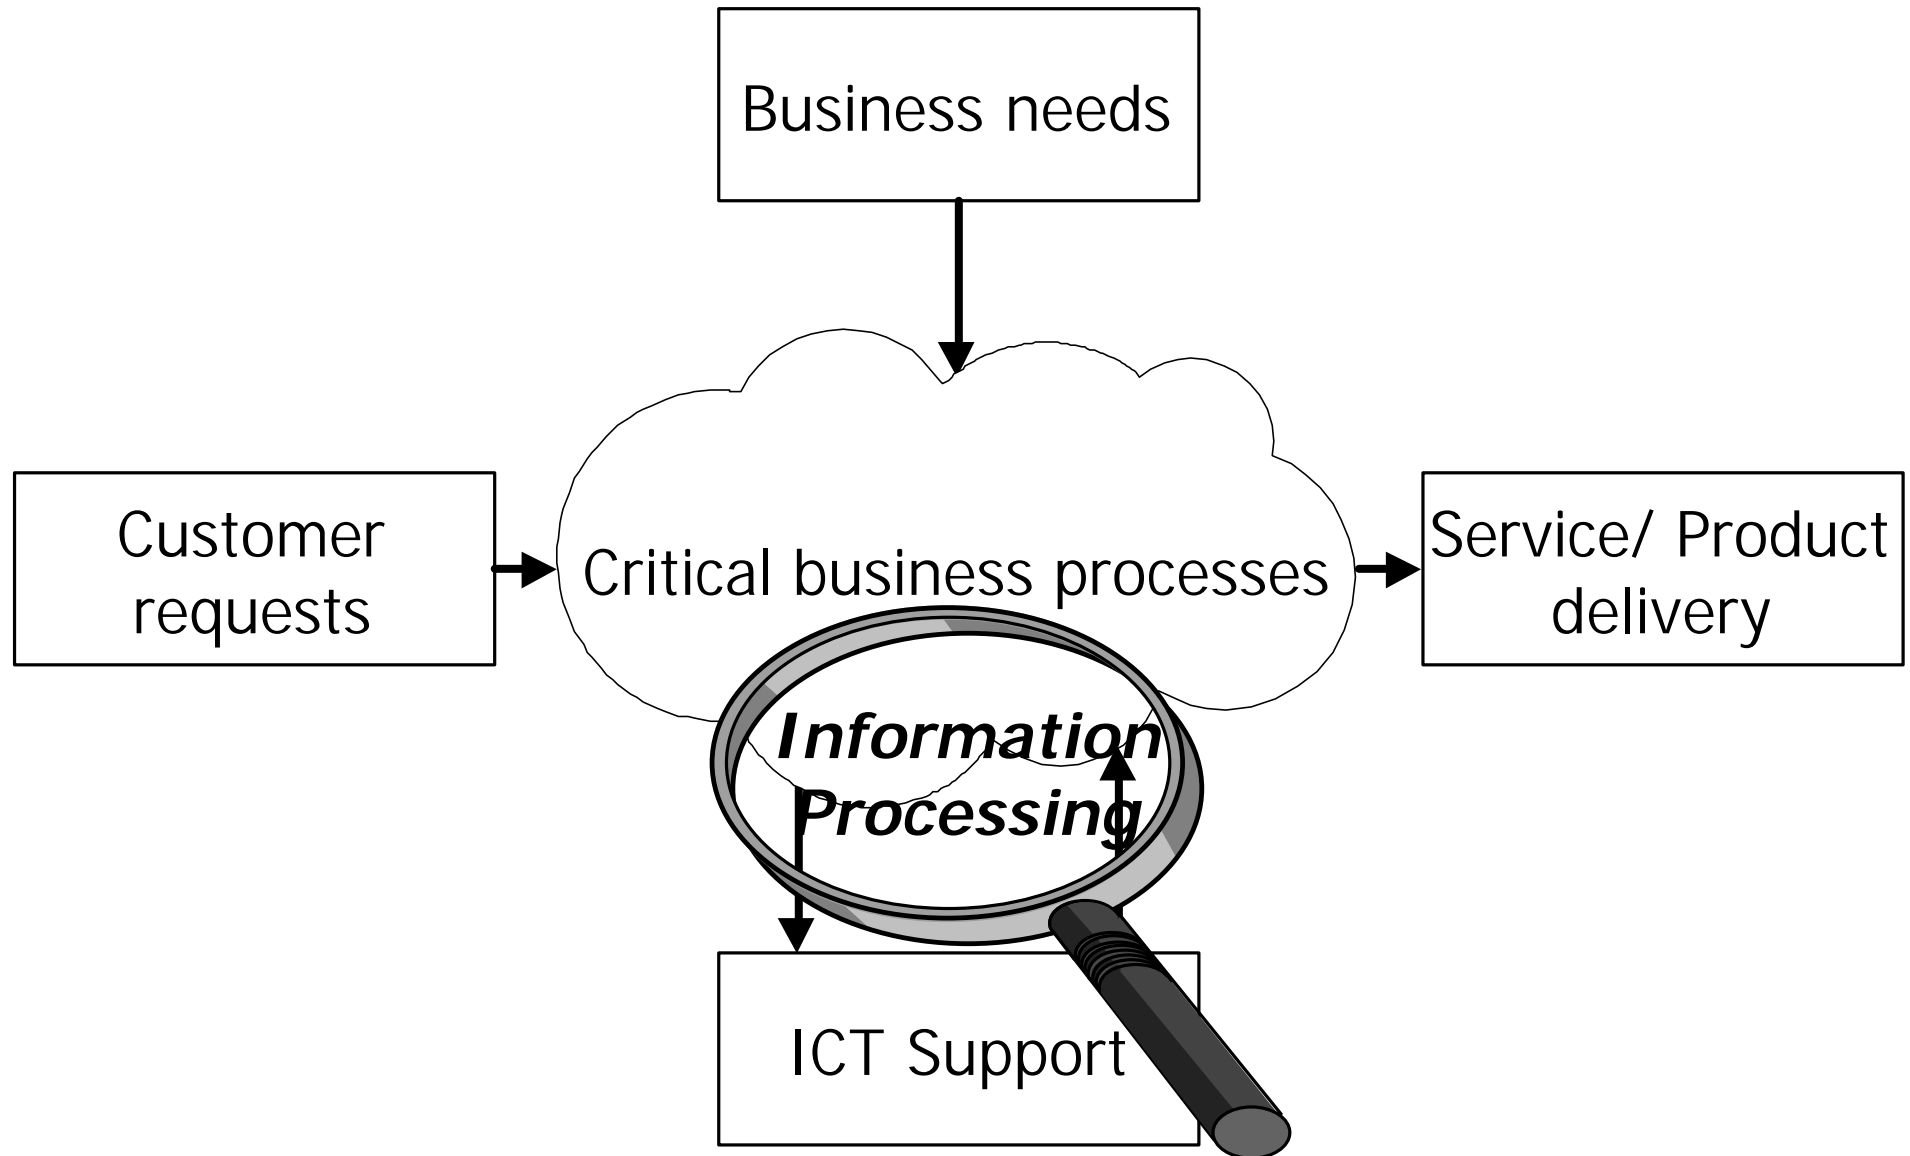 Business needs
Customer
requests
Critical business processes
Service/ Product
delivery
Information
Processing
ICT Support